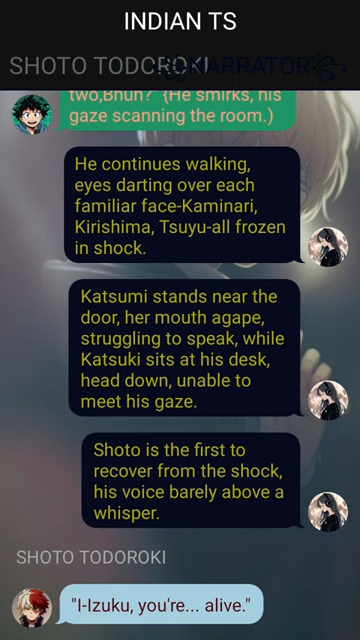 INDIAN TS
SHOTO TODOROKI
NARRATOR
two,Bhuh? {He smirks, his
gaze scanning the room.)
He continues walking,
eyes darting over each
familiar face-Kaminari,
Kirishima, Tsuyu-all frozen
in shock.
Katsumi stands near the
door, her mouth agape,
struggling to speak, while
Katsuki sits at his desk,
head down, unable to
meet his gaze.
Shoto is the first to
recover from the shock,
his voice barely above a
whisper.
SHOTO TODOROKI
"I-Izuku, you're... alive."